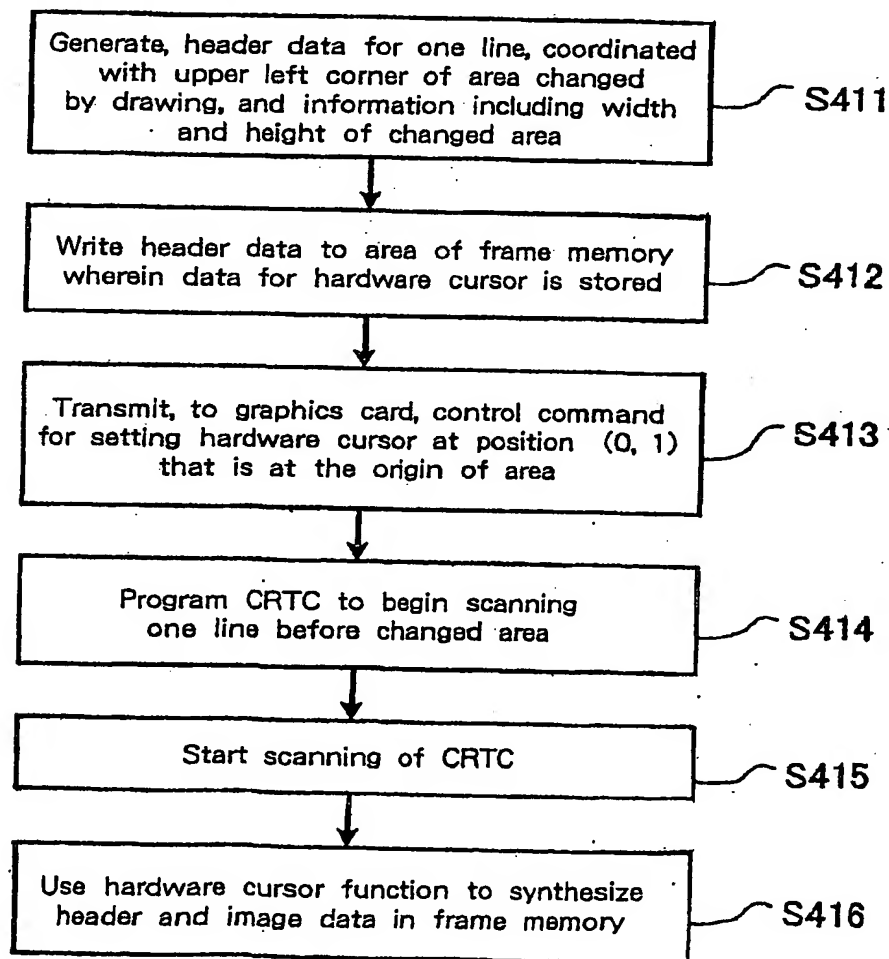 Generate, header data for one line, coordinated
with upper left corner of area changed
by drawing, and information including width
and height of changed area
S411
Write header data to area of frame memory
wherein data for hardware cursor is stored
S412
Transmit, to graphics card, control command
for setting hardware cursor at position (0, 1)
that is at the origin of area
S413
Program CRTC to begin scanning
one line before changed area
S414
Start scanning of CRTC
S415
Use hardware cursor function to synthesize
header and image data in frame memory
S416